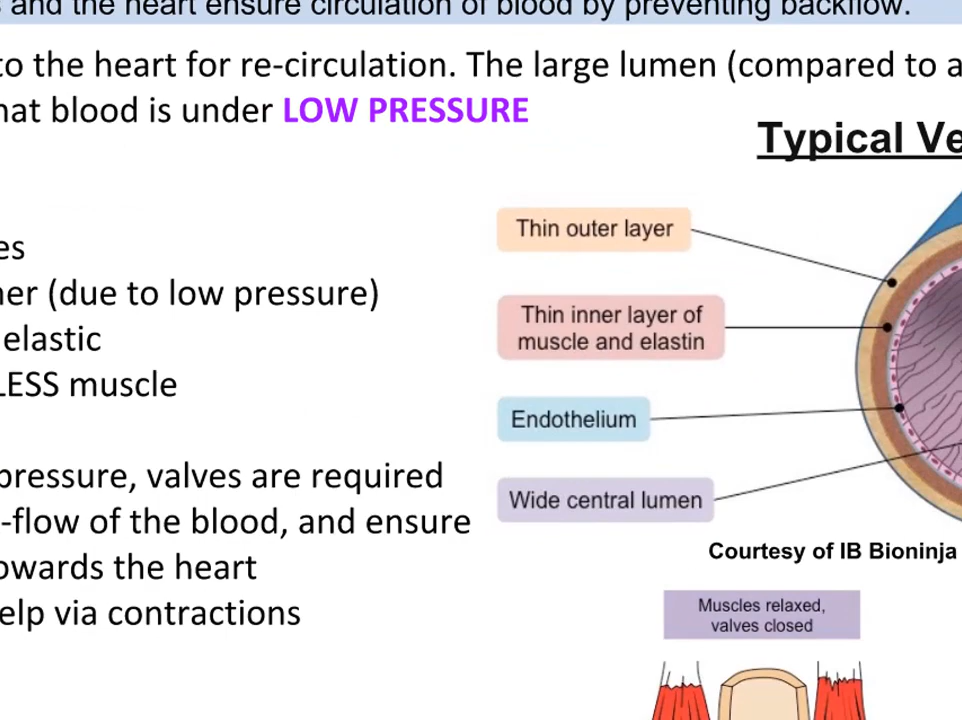 and the heart ensure circulation of blood by preventing backflow.
to the heart for re-circulation. The large lumen (compared to a
hat blood is under LOW PRESSURE
Typical Ve
es
ner (due to low pressure)
elastic
LESS muscle
pressure, valves are required
-flow of the blood, and ensure
owards the heart
elp via contractions
Thin outer layer
Thin inner layer of
muscle and elastin
Endothelium
Wide central lumen
Courtesy of IB Bioninja
Muscles relaxed,
valves closed